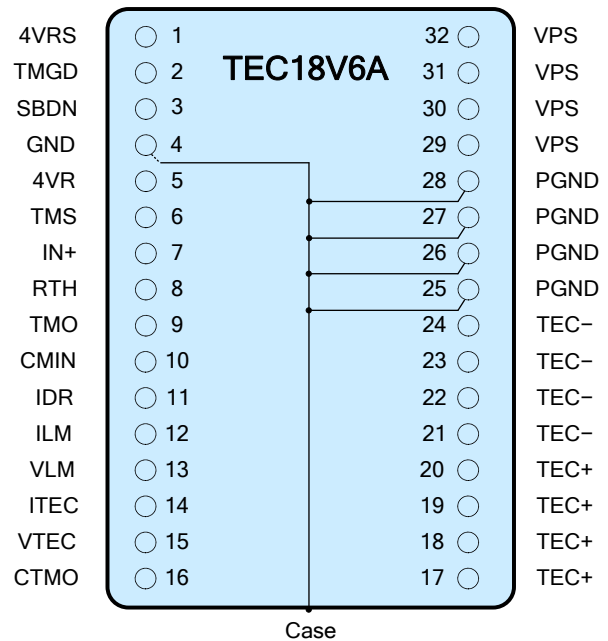 TEC18V6A
4VRS 1 32 VPS
TMGD 2 31 VPS
SBDN 3 30 VPS
GND 4 29 VPS
4VR 5 28 PGND
TMS 6 27 PGND
IN+ 7 26 PGND
RTH 8 25 PGND
TMO 9 24 TEC−
CMIN 10 23 TEC−
IDR 11 22 TEC−
ILM 12 21 TEC−
VLM 13 20 TEC+
ITEC 14 19 TEC+
VTEC 15 18 TEC+
CTMO 16 17 TEC+
Case